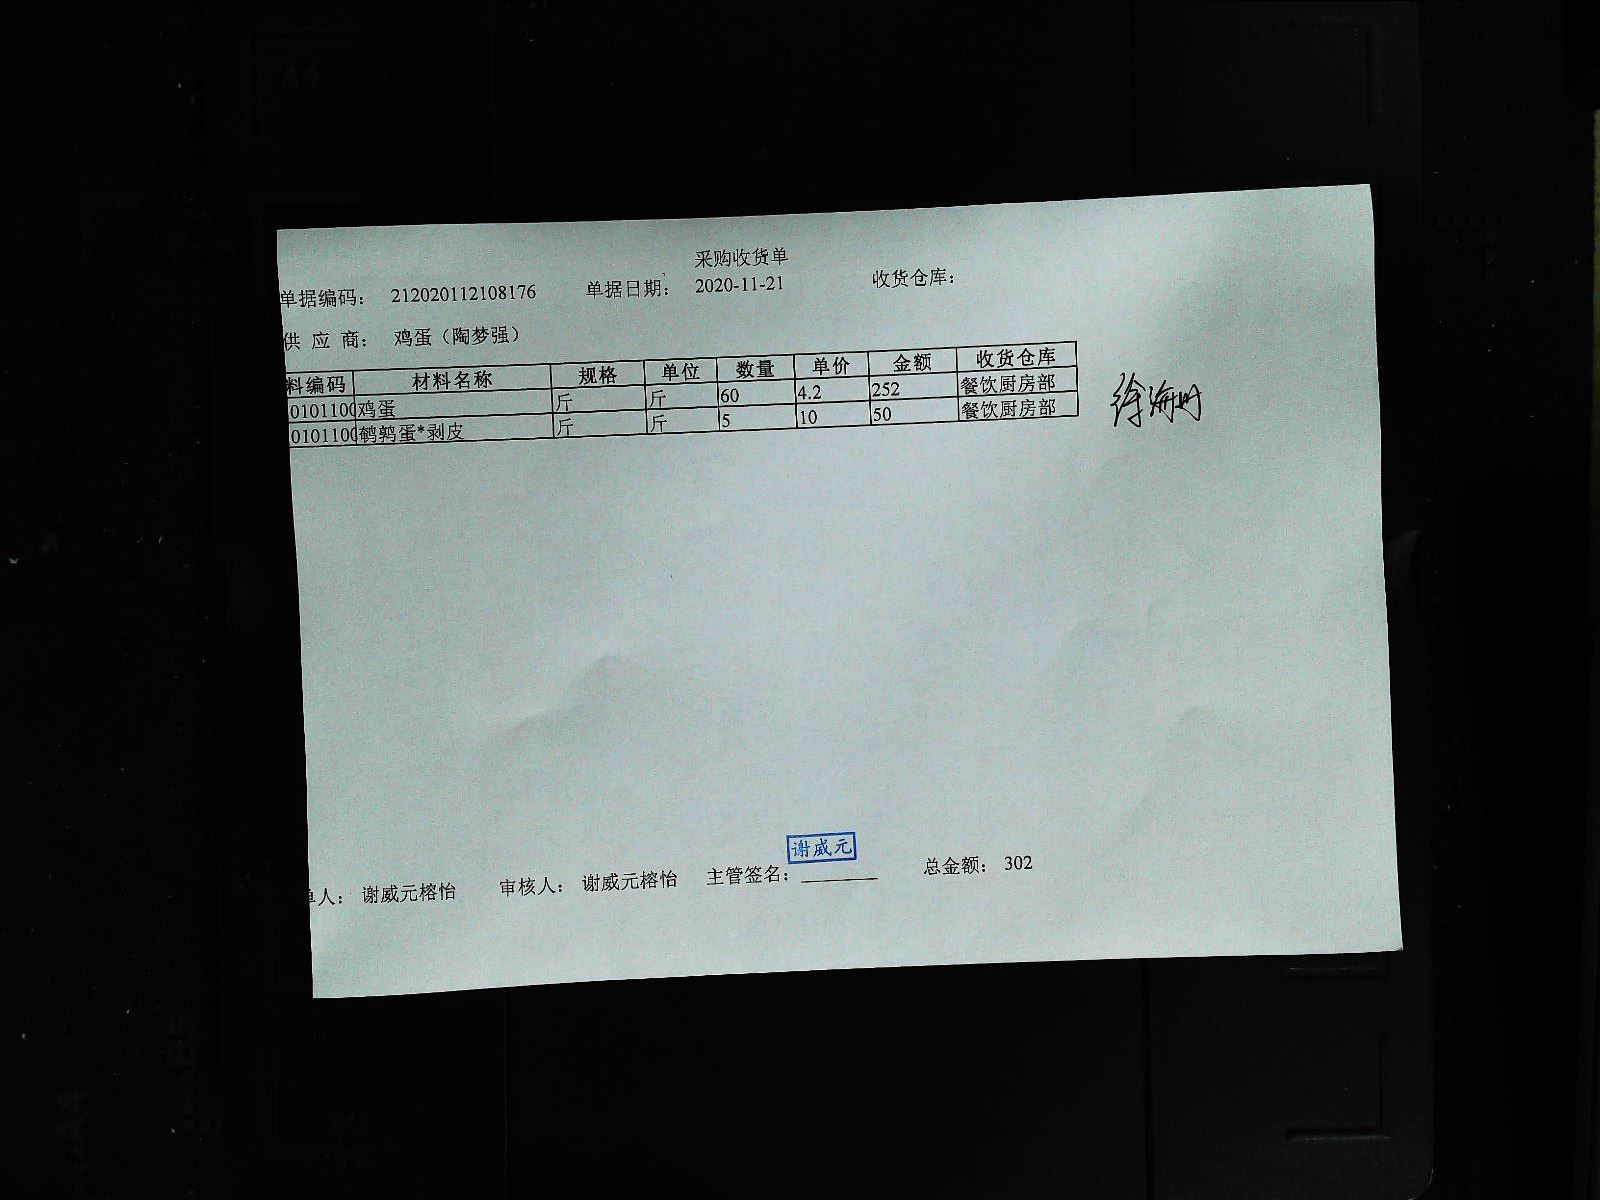 采购收货单
单据编码： 212020112108176 单据日期： 2020-11-21 收货仓库：
供 应 商： 鸡蛋（陶梦强）
料编码 材料名称 规格 单位 数量 单价 金额 收货仓库
0101100 鸡蛋 斤 斤 60 4.2 252 餐饮厨房部
0101100 鹌鹑蛋*剥皮 斤 斤 5 10 50 餐饮厨房部
谢威元
单人： 谢威元榕怡 审核人： 谢威元榕怡 主管签名： 总金额： 302